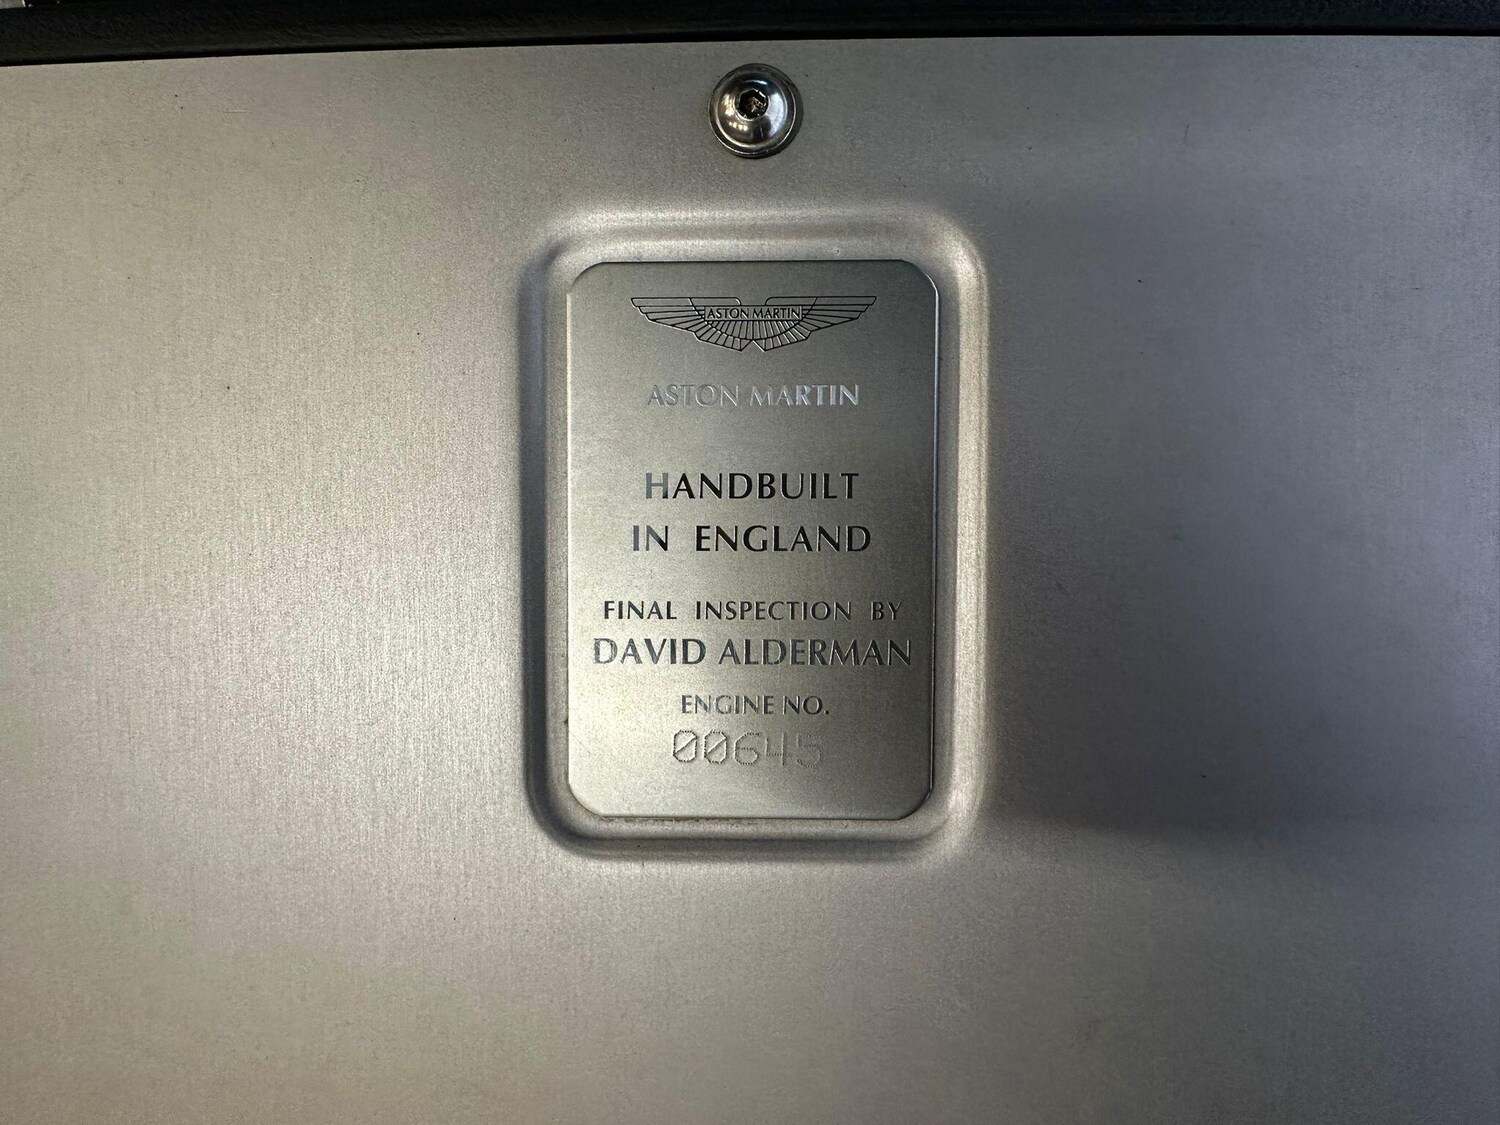 ASTON MARTIN
ASTON MARTIN
HANDBUILT
IN ENGLAND
FINAL INSPECTION BY
DAVID ALDERMAN
ENGINE NO.
00645